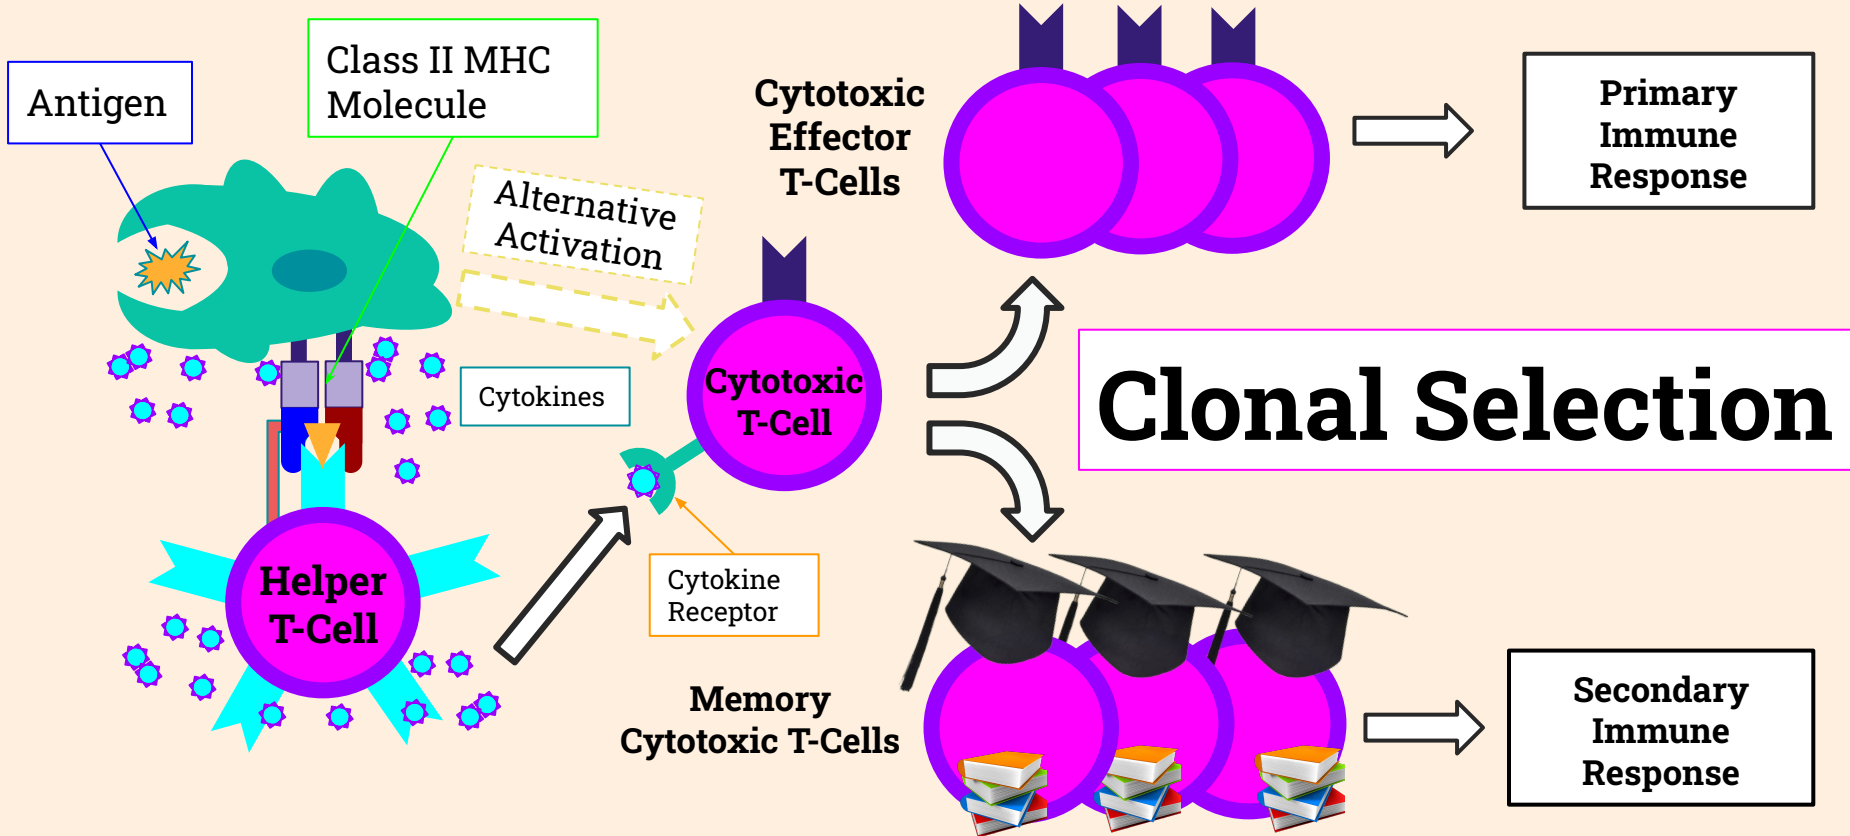 Antigen
Class II MHC
Molecule
Alternative
Activation
Cytotoxic
Effector
T-Cells
Primary
Immune
Response
Cytokines
Cytotoxic
T-Cell
Clonal Selection
Helper
T-Cell
Cytokine
Receptor
Memory
Cytotoxic T-Cells
Secondary
Immune
Response